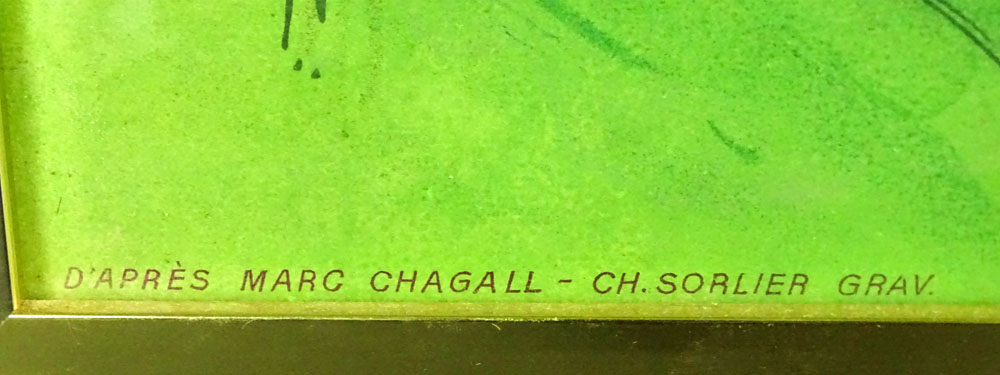 D'APRÈS MARC CHAGALL - CH. SORLIER GRAV.